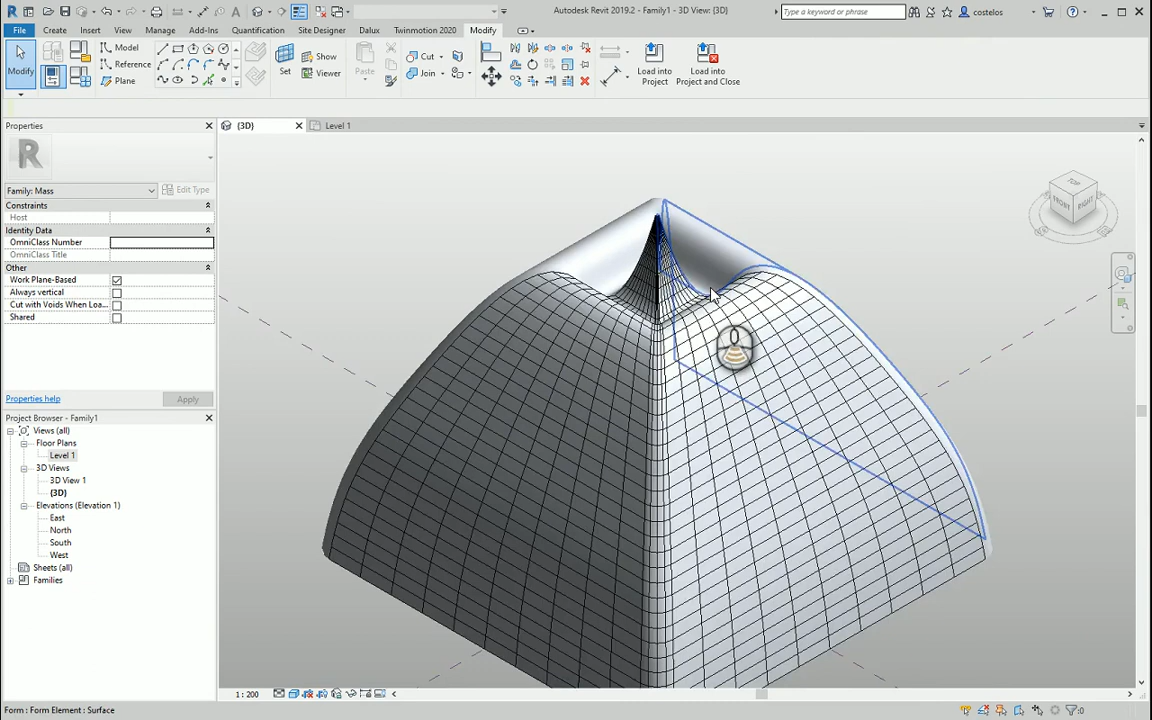 Autodesk Revit 2019.2 - Family1 - 3D View: {3D}
Type a keyword or phrase
costelos
File Create Insert View Manage Add-Ins Quantification Site Designer Dalux Twinmotion 2020 Modify
Modify
Model
Reference
Plane
Set
Show
Viewer
Paste
Cut
Join
Load into
Project
Load into
Project and Close
Properties
{3D}
Level 1
R
Family: Mass
Edit Type
Constraints
Host
Identity Data
OmniClass Number
OmniClass Title
Other
Work Plane-Based
Always vertical
Cut with Voids When Loa...
Shared
Properties help
Apply
Project Browser - Family1
Views (all)
Floor Plans
Level 1
3D Views
3D View 1
{3D}
Elevations (Elevation 1)
East
North
South
West
Sheets (all)
Families
TOP
FRONT
RIGHT
1 : 200
Form : Form Element : Surface
:0